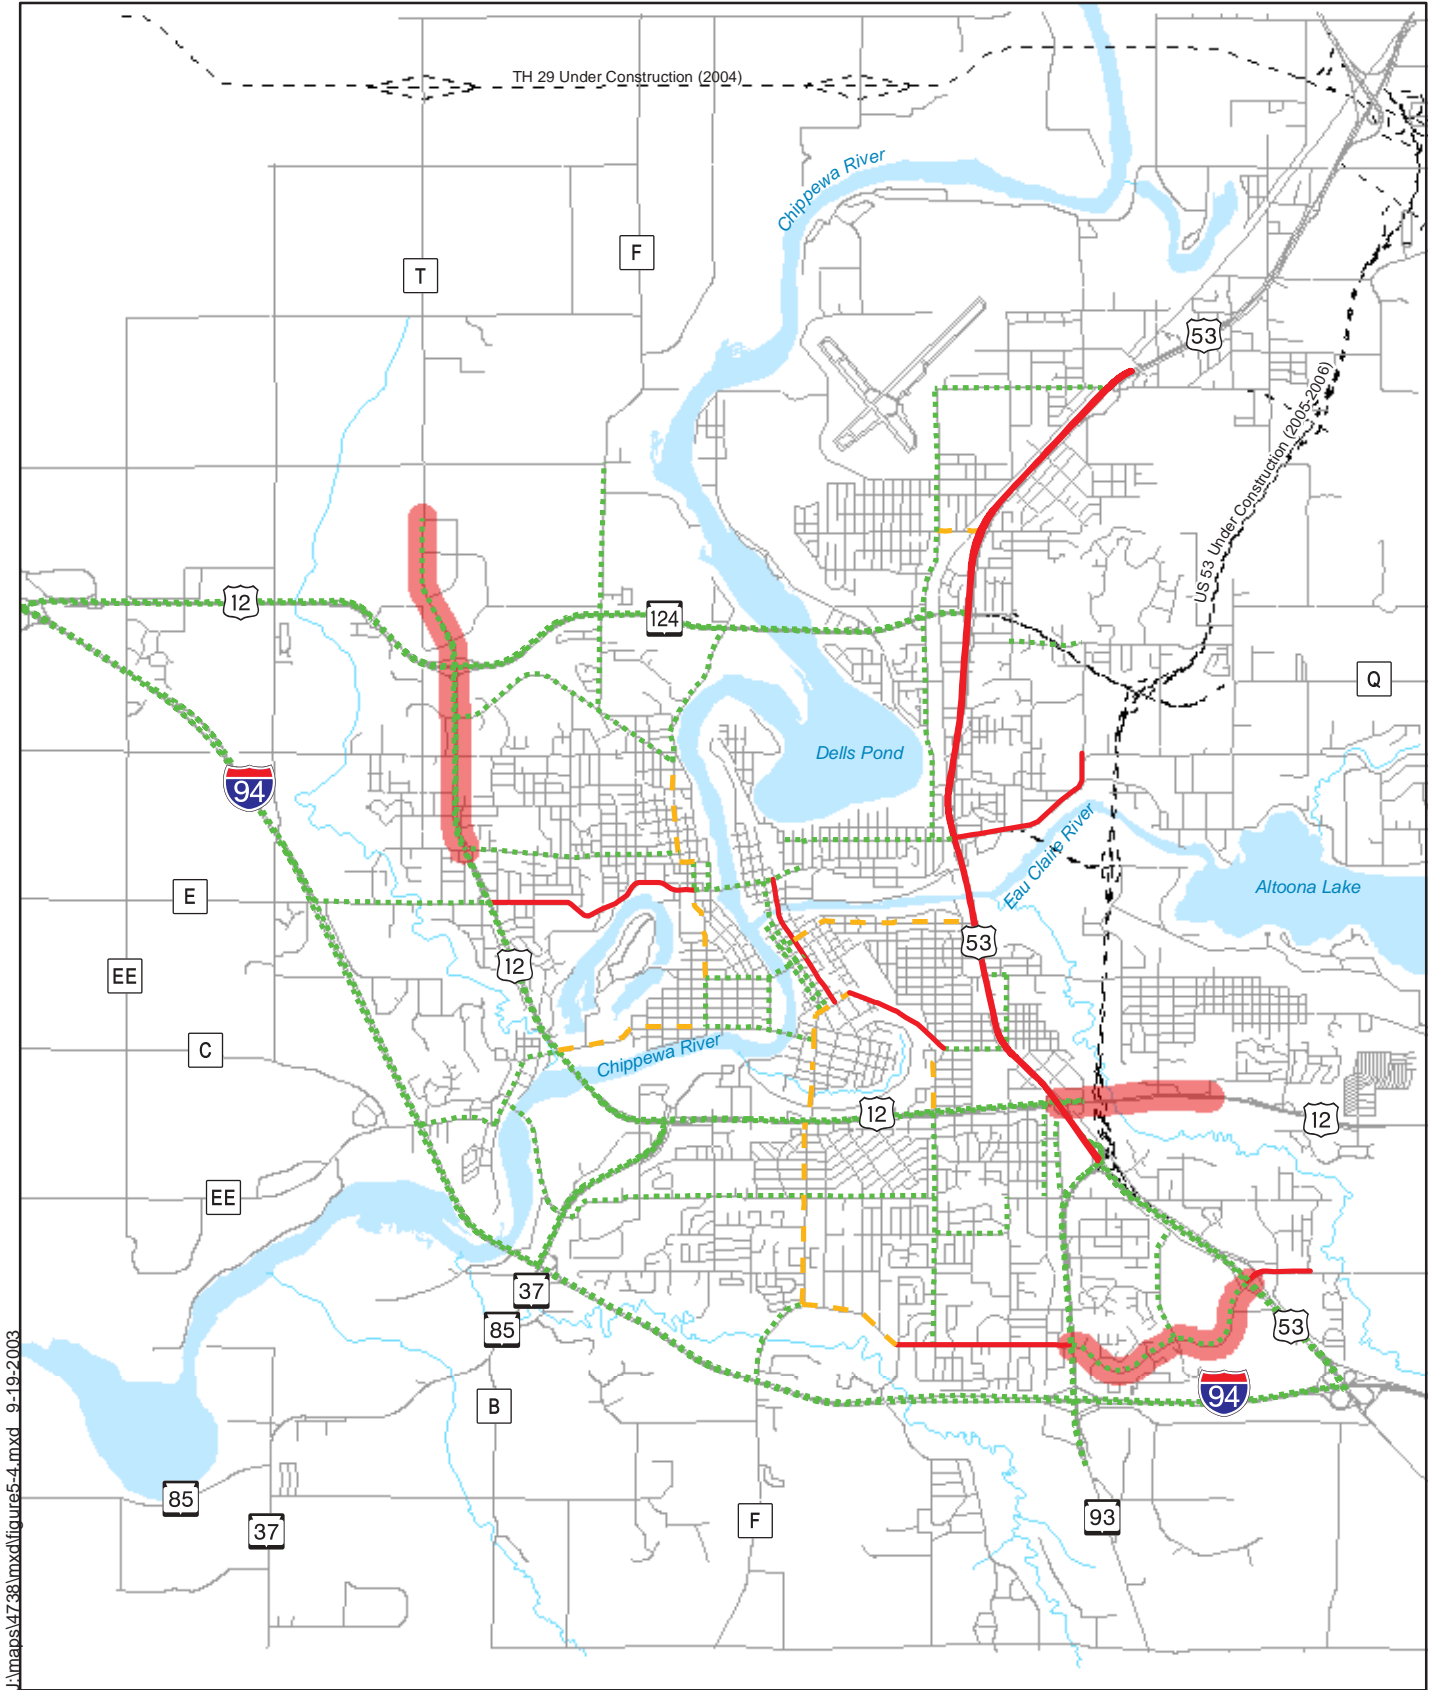 TH 29 Under Construction (2004)
Chippewa River
F
T
53
US 53 Under Construction (2005-2006)
12
124
Q
Dells Pond
94
Eau Claire River
Altoona Lake
E
53
12
EE
C
Chippewa River
12
12
EE
37
85
53
94
B
85
37
F
93
J:\maps\4738\mxd\figure5-4.mxd 9-19-2003